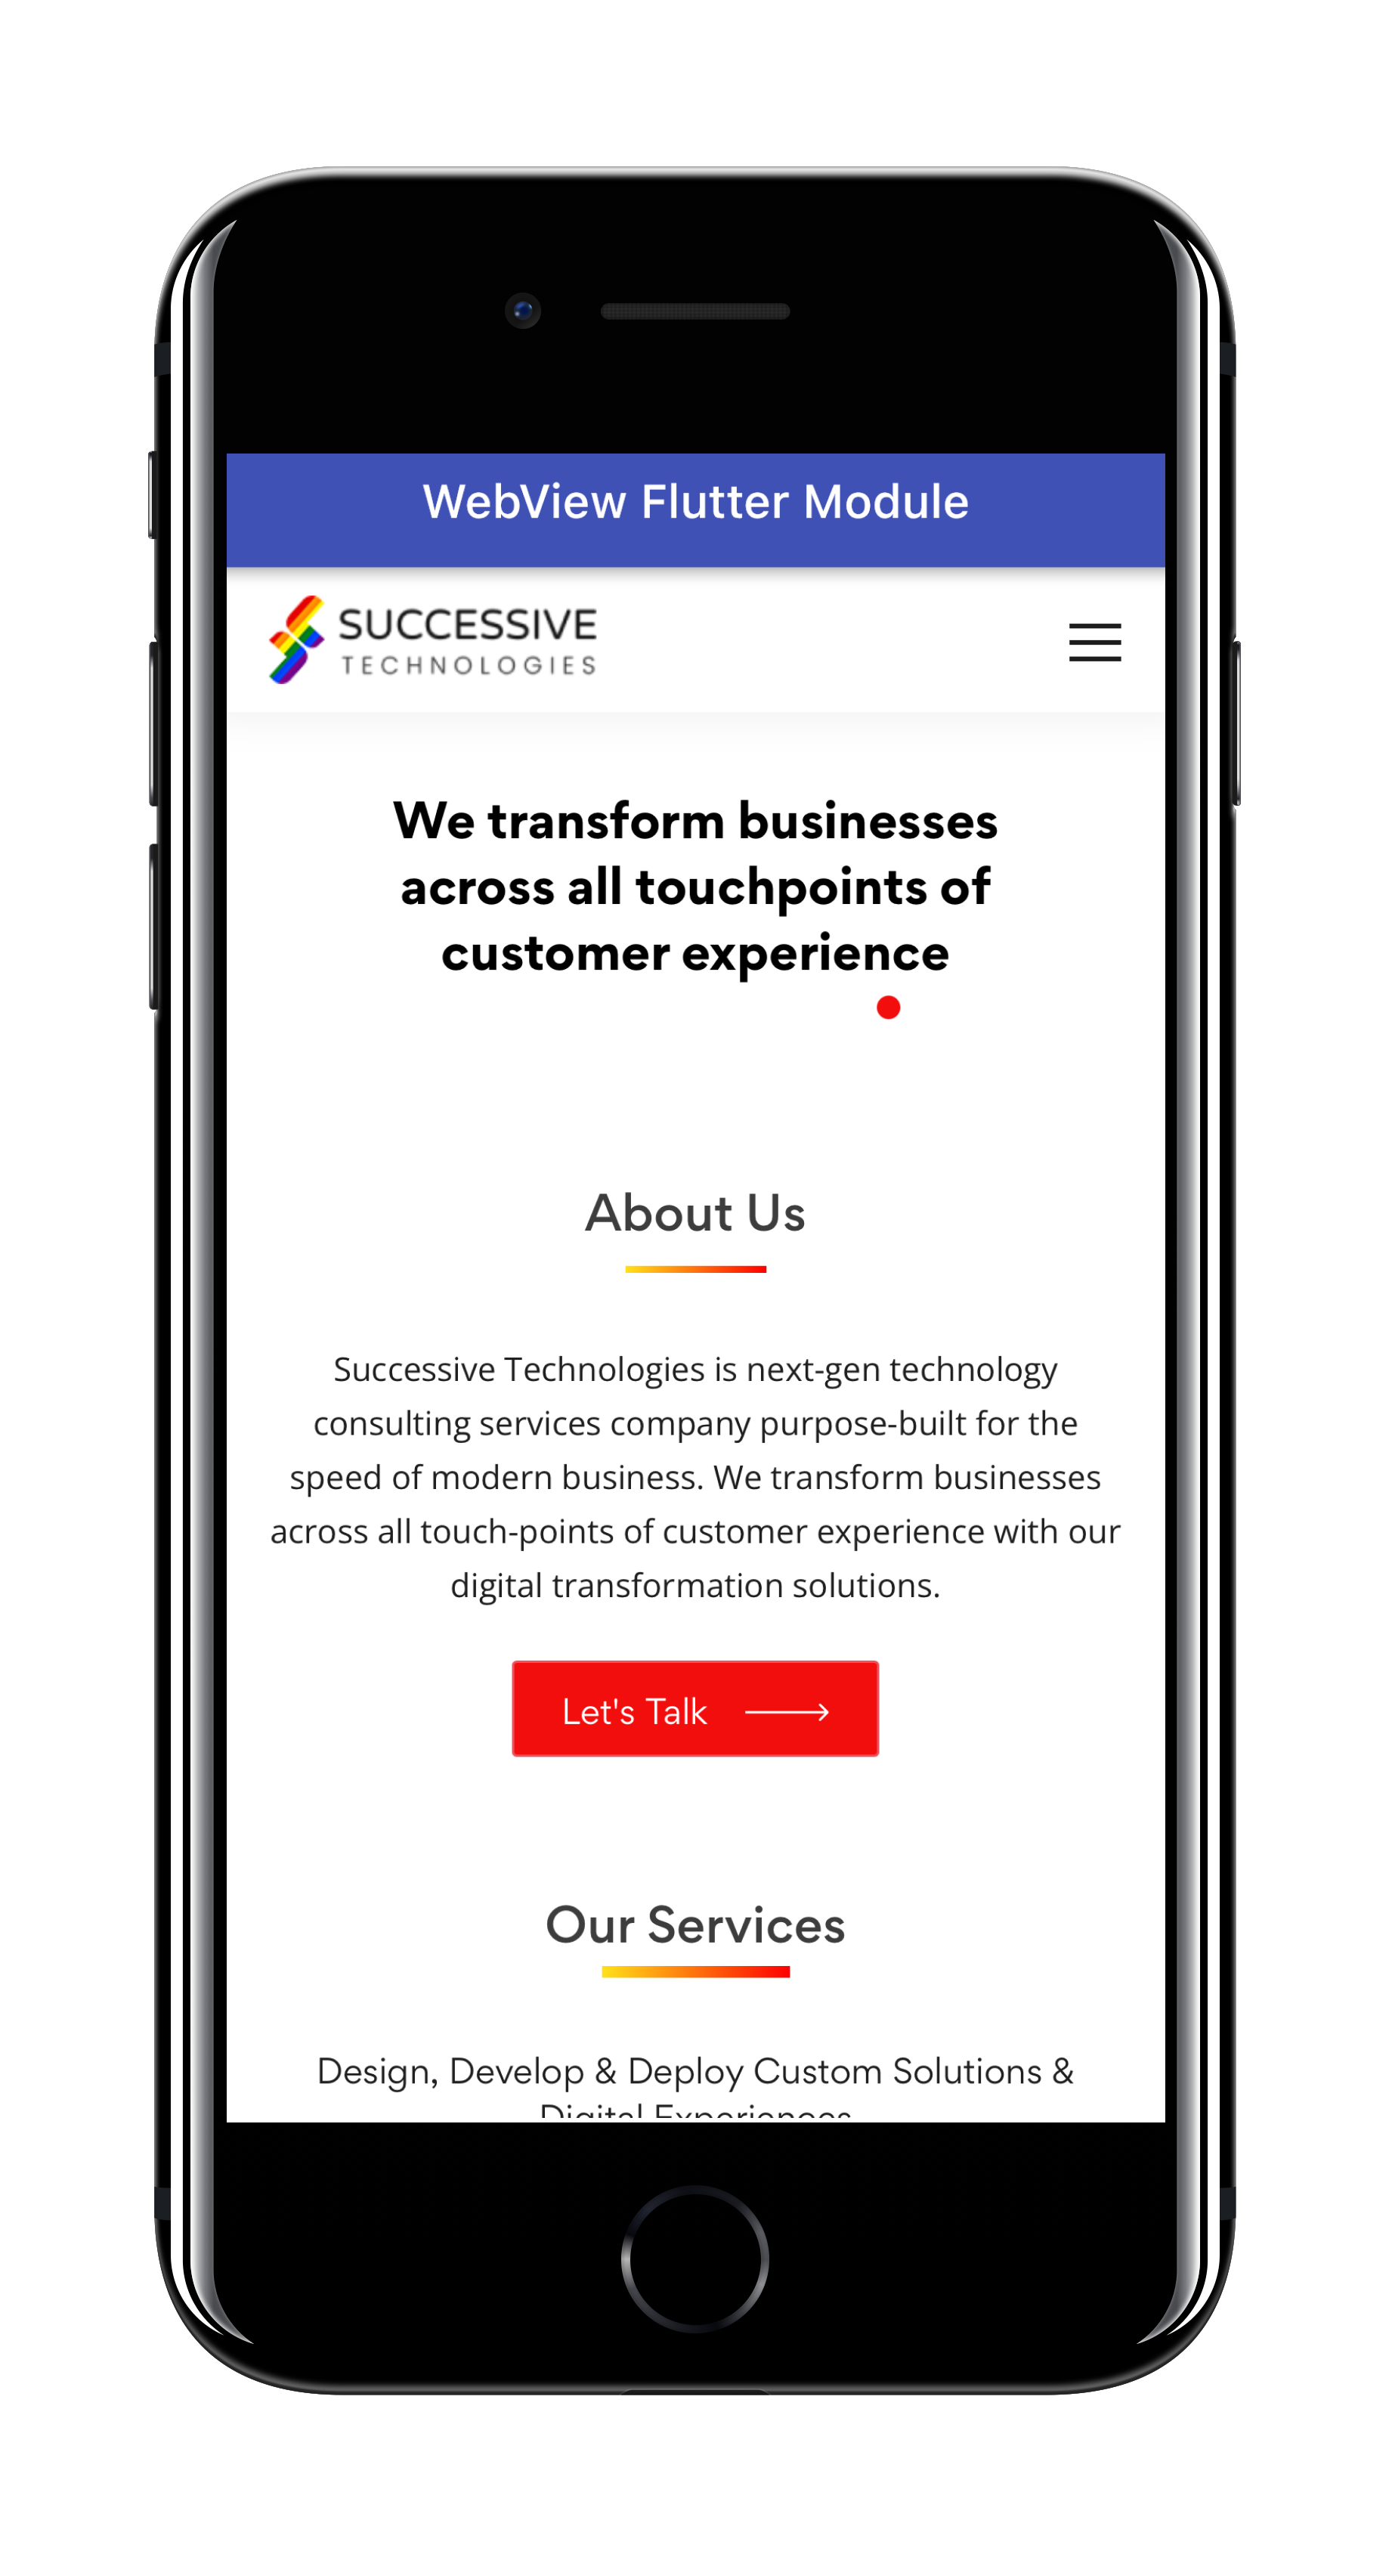 WebView Flutter Module
SUCCESSIVE
TECHNOLOGIES
We transform businesses
across all touchpoints of
customer experience
About Us
Successive Technologies is next-gen technology
consulting services company purpose-built for the
speed of modern business. We transform businesses
across all touch-points of customer experience with our
digital transformation solutions.
Let's Talk
Our Services
Design, Develop & Deploy Custom Solutions &
Digital Experiences